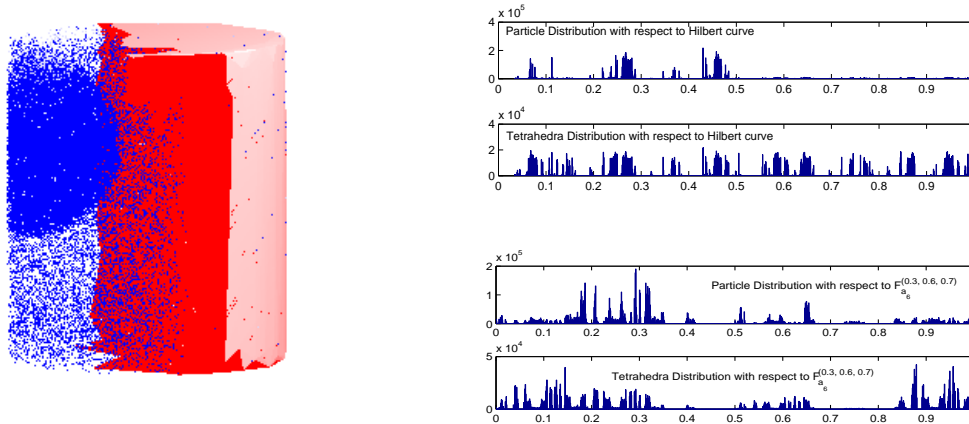 x 10^5
Particle Distribution with respect to Hilbert curve
4
2
0
0 0.1 0.2 0.3 0.4 0.5 0.6 0.7 0.8 0.9
x 10^4
Tetrahedra Distribution with respect to Hilbert curve
4
2
0
0 0.1 0.2 0.3 0.4 0.5 0.6 0.7 0.8 0.9
x 10^5
Particle Distribution with respect to F_{a_6}^{(0.3, 0.6, 0.7)}
2
1
0
0 0.1 0.2 0.3 0.4 0.5 0.6 0.7 0.8 0.9
x 10^4
Tetrahedra Distribution with respect to F_{a_6}^{(0.3, 0.6, 0.7)}
5
0
0 0.1 0.2 0.3 0.4 0.5 0.6 0.7 0.8 0.9